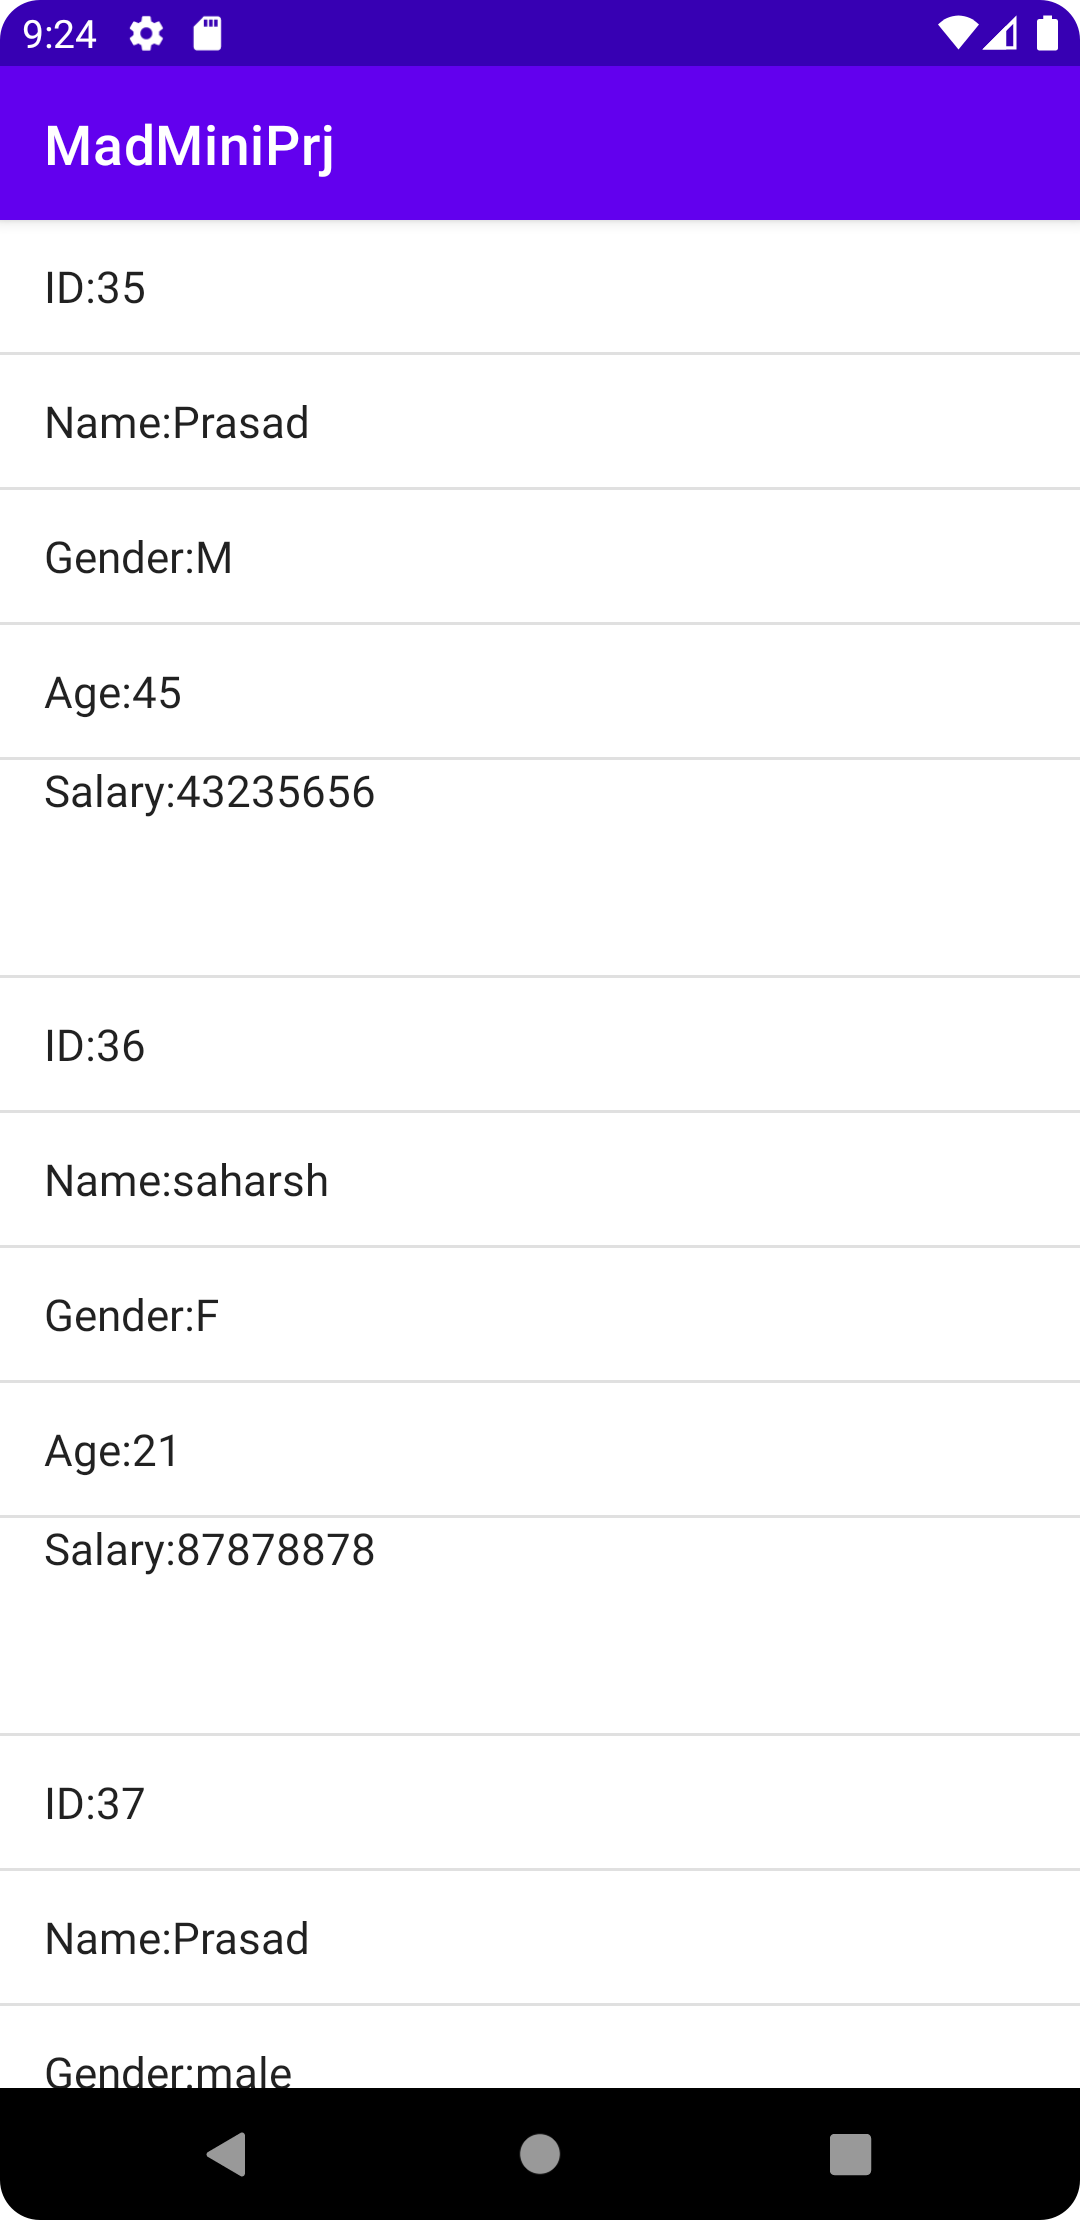 9:24
MadMiniPrj
ID:35
Name:Prasad
Gender:M
Age:45
Salary:43235656
ID:36
Name:saharsh
Gender:F
Age:21
Salary:87878878
ID:37
Name:Prasad
Gender:male